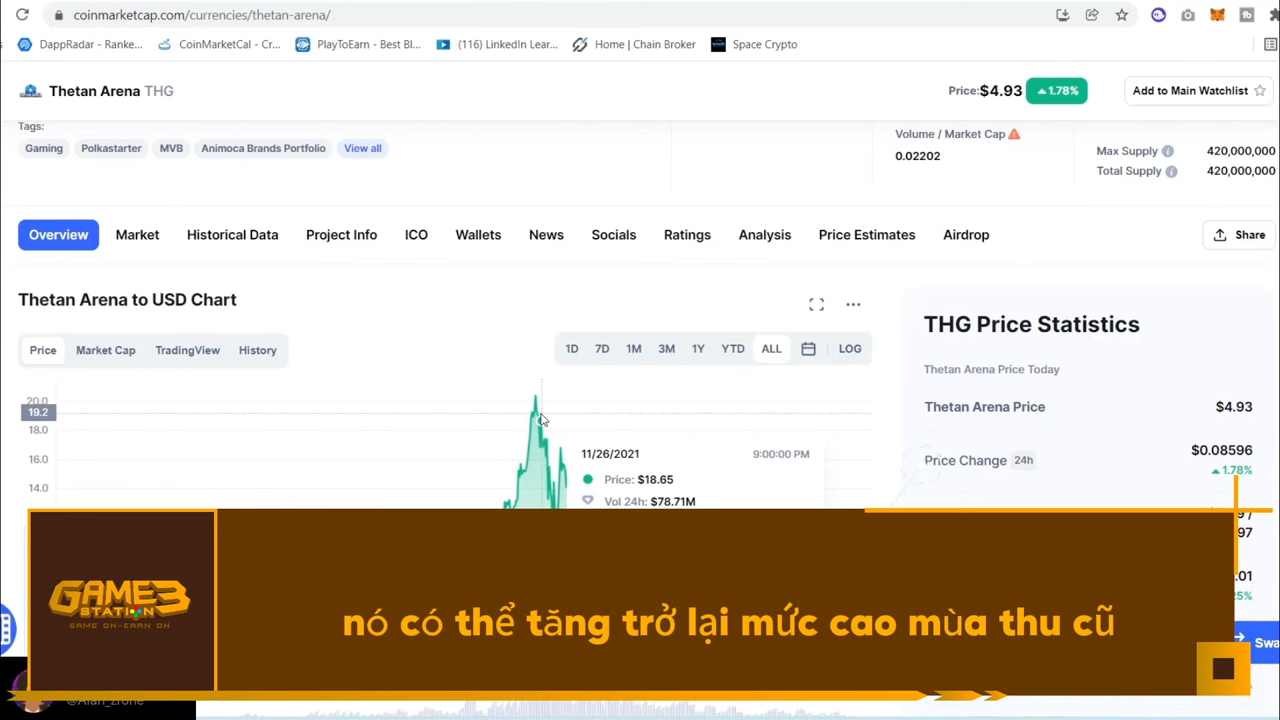 coinmarketcap.com/currencies/thetan-arena/
DappRadar - Ranke... CoinMarketCal - Cr... PlayToEarn - Best Bl... (116) LinkedIn Lear... Home | Chain Broker Space Crypto
Thetan Arena THG Price:$4.93 1.78% Add to Main Watchlist
Tags:
Gaming Polkastarter MVB Animoca Brands Portfolio View all
Volume / Market Cap
0.02202
Max Supply 420,000,000
Total Supply 420,000,000
Overview Market Historical Data Project Info ICO Wallets News Socials Ratings Analysis Price Estimates Airdrop Share
Thetan Arena to USD Chart
Price Market Cap TradingView History 1D 7D 1M 3M 1Y YTD ALL LOG
20.0
19.2
18.0
16.0
14.0
11/26/2021 9:00:00 PM
Price: $18.65
Vol 24h: $78.71M
THG Price Statistics
Thetan Arena Price Today
Thetan Arena Price $4.93
Price Change 24h $0.08596
1.78%
97
.01
25%
Swa
GAME3
STATION
GAME ON-EARN ON
nó có thể tăng trở lại mức cao mùa thu cũ
@Alan_zrone